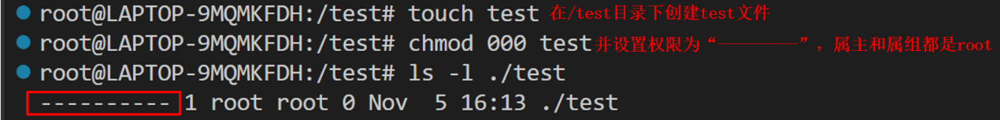 root@LAPTOP-9MQMKFDH:/test# touch test 在/test目录下创建test文件
root@LAPTOP-9MQMKFDH:/test# chmod 000 test并设置权限为“—————”，属主和属组都是root
root@LAPTOP-9MQMKFDH:/test# ls -l ./test
---------- 1 root root 0 Nov  5 16:13 ./test